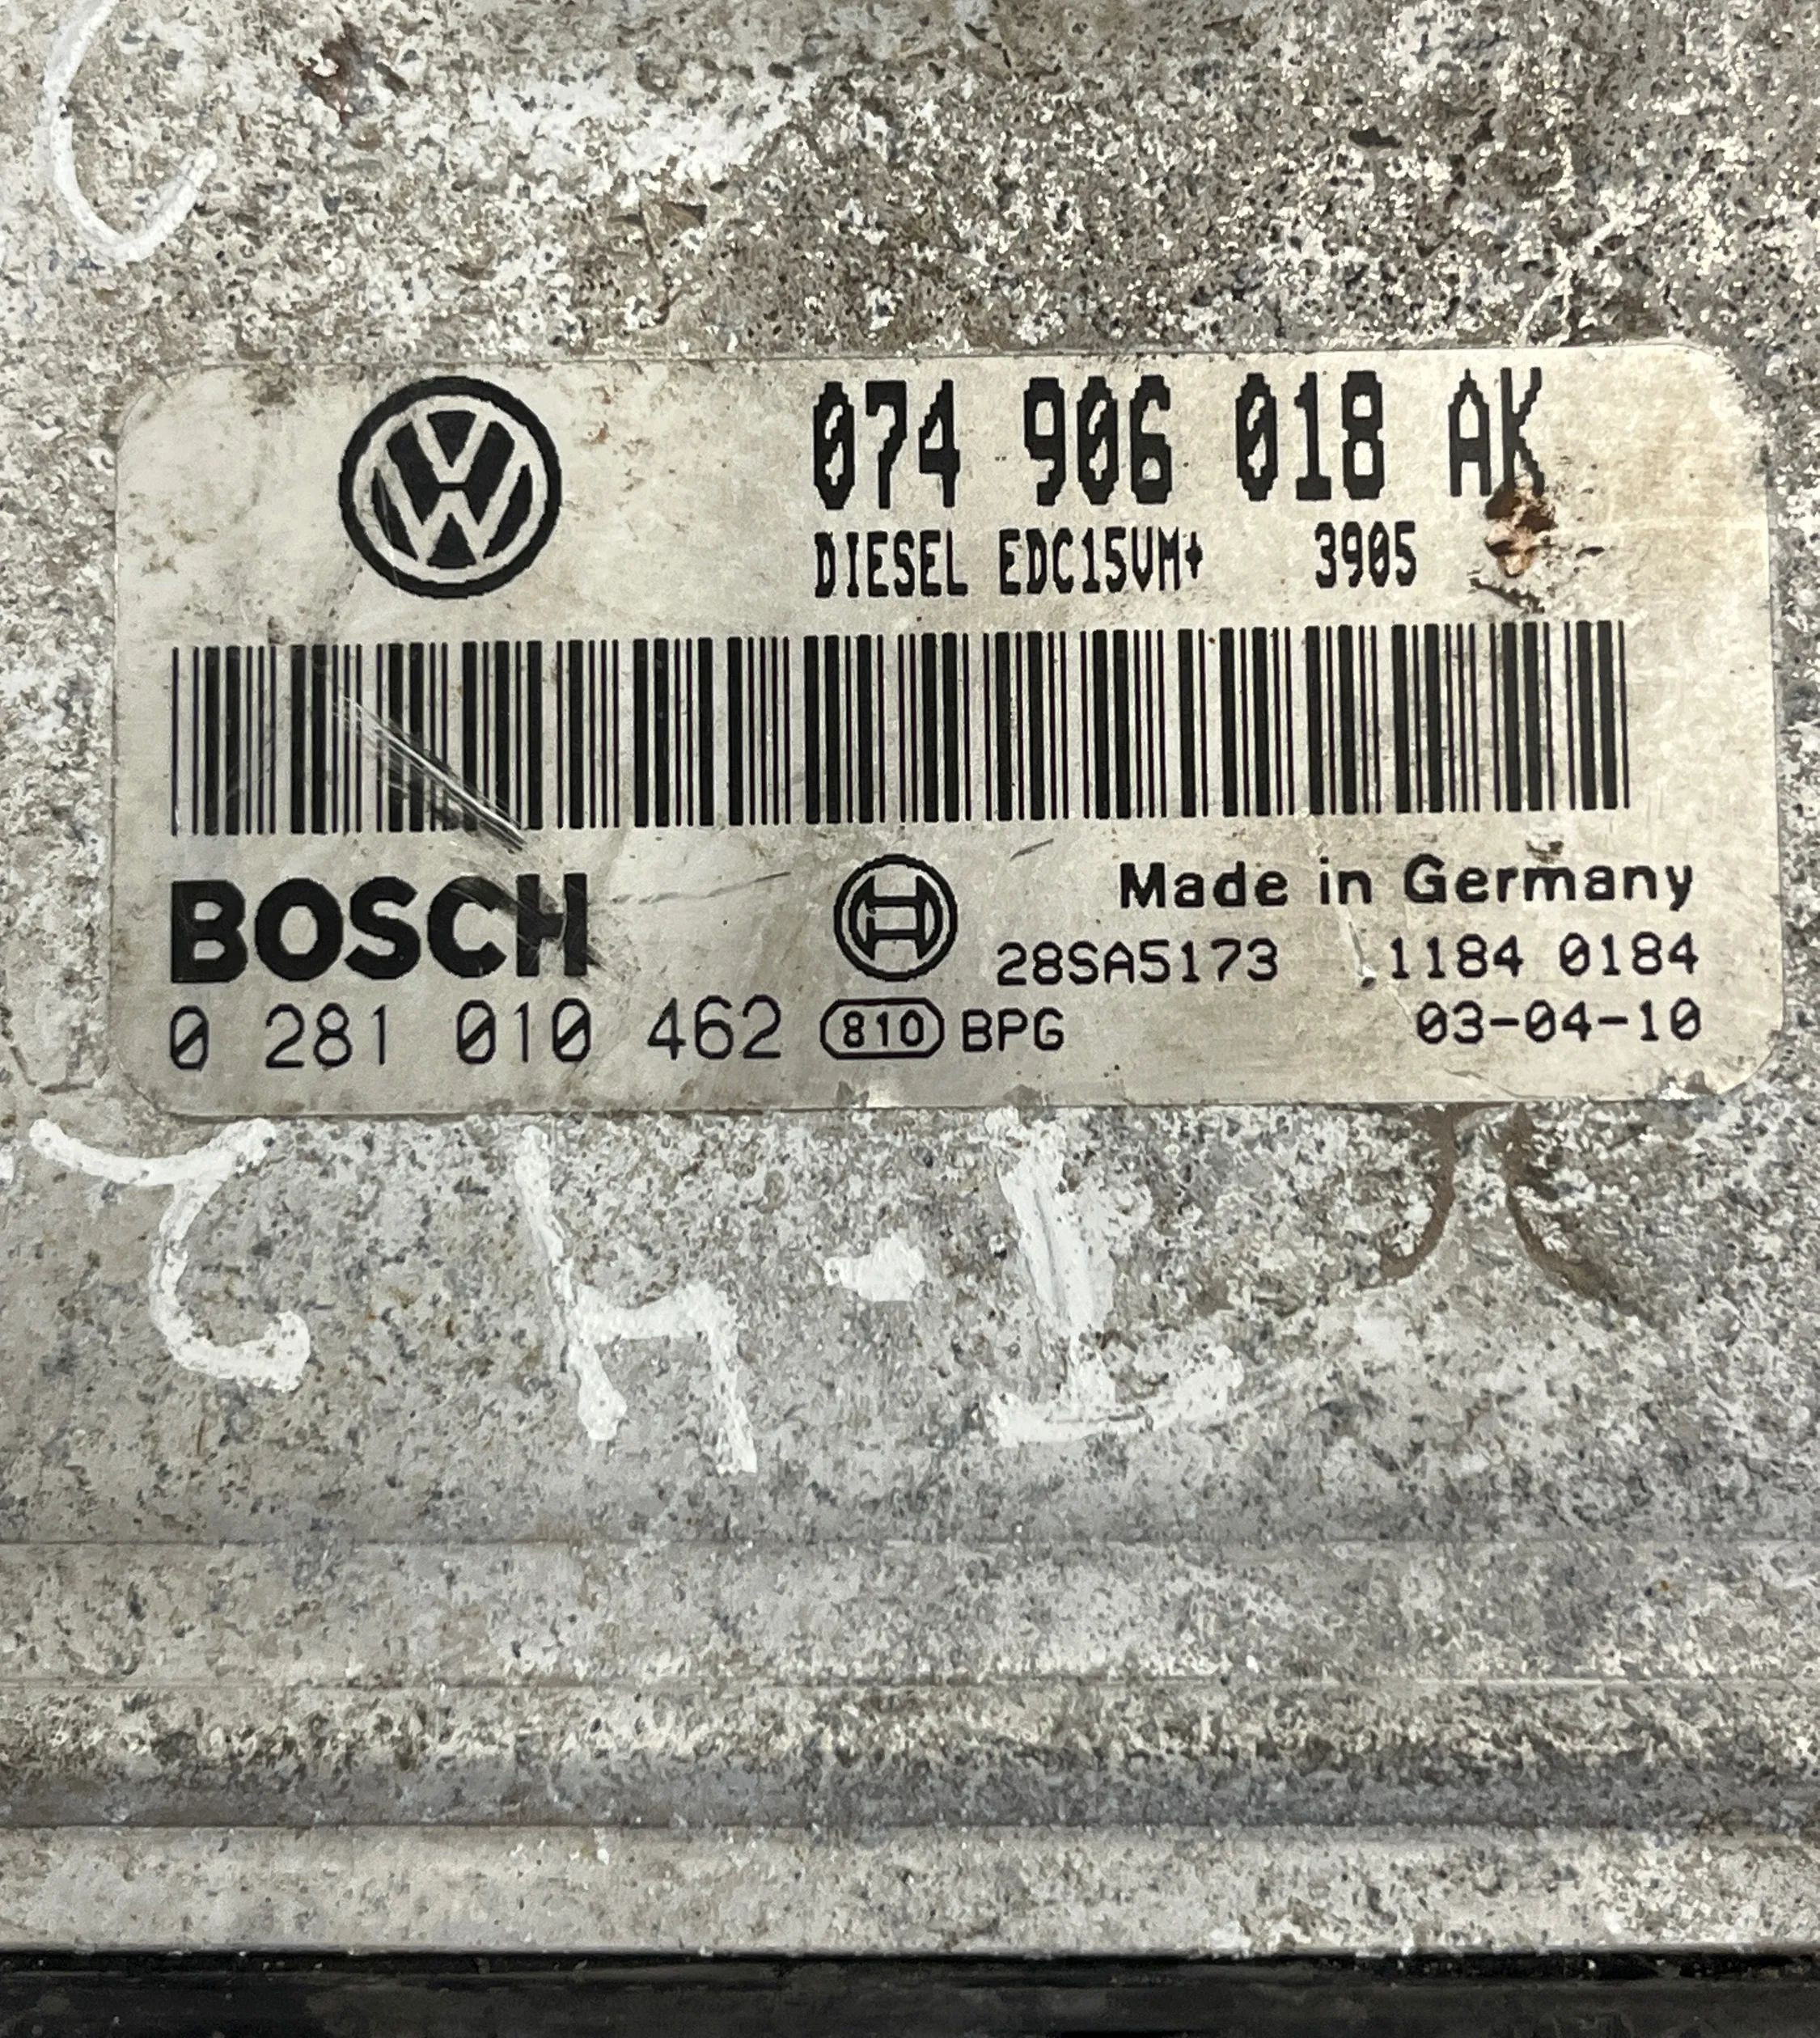 074 906 018 AK
DIESEL EDC15VM+ 3905
BOSCH
Made in Germany
28SA5173 1184 0184
0 281 010 462 810 BPG 03-04-10